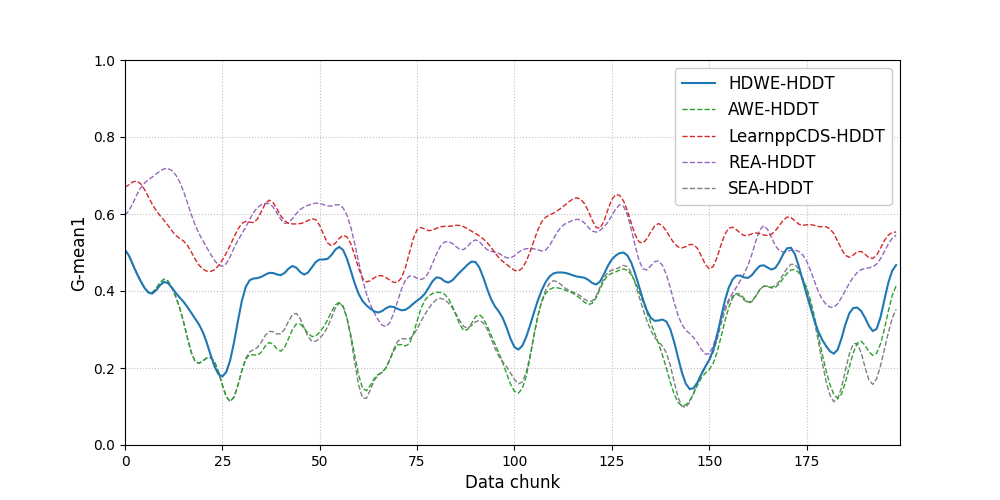 1.0
0.8
0.6
0.4
0.2
0.0
G-mean1
HDWE-HDDT
AWE-HDDT
LearnppCDS-HDDT
REA-HDDT
SEA-HDDT
0 25 50 75 100 125 150 175
Data chunk